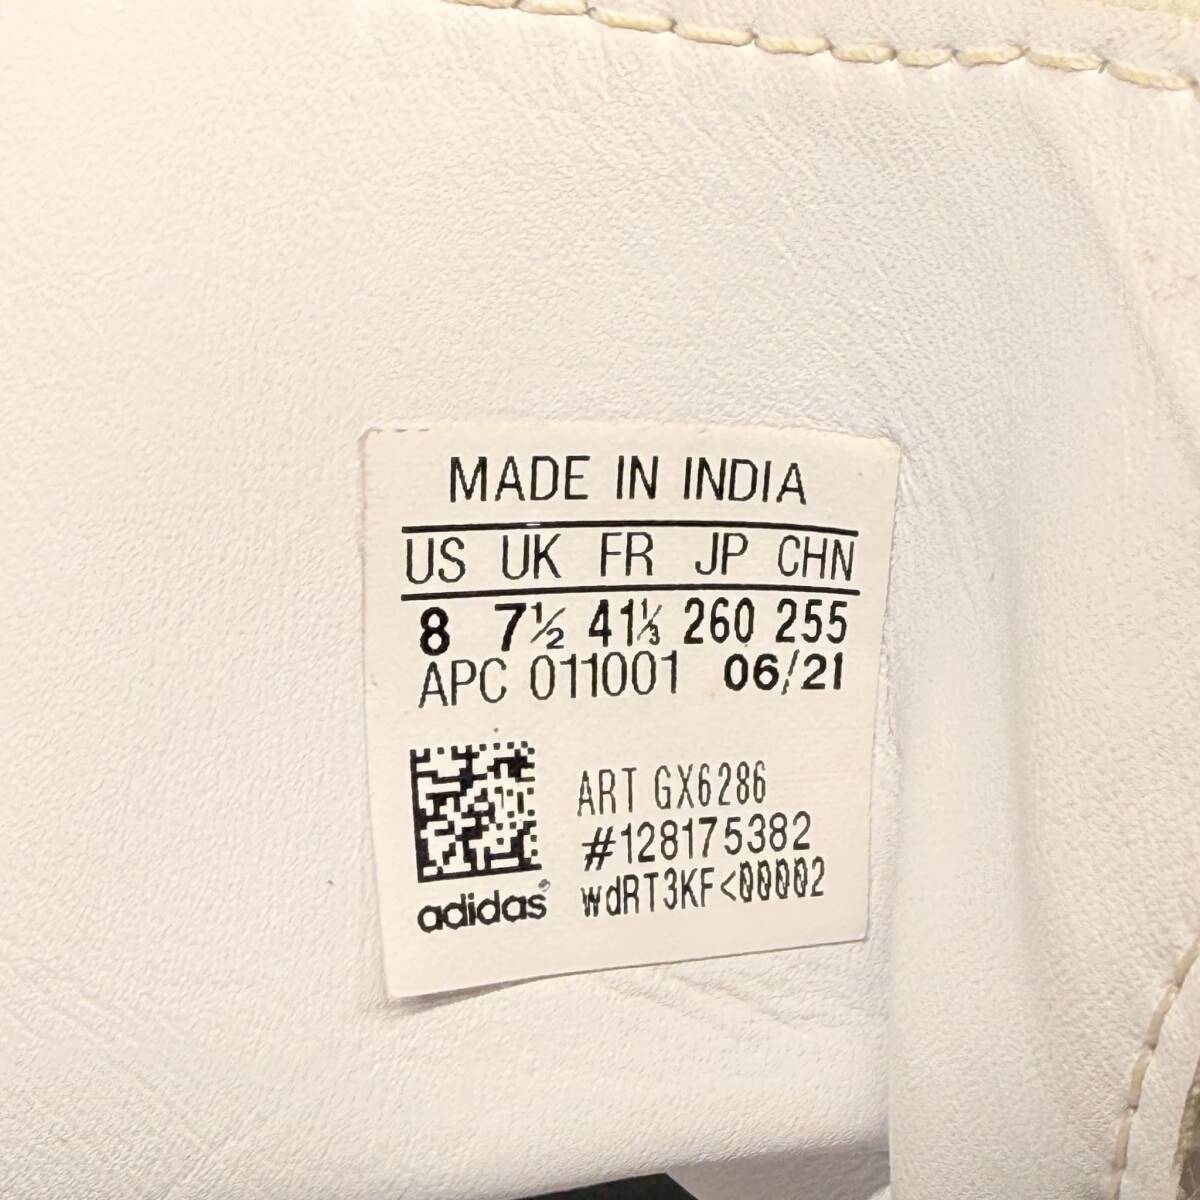 MADE IN INDIA
US UK FR JP CHN
8 7½ 41⅓ 260 255
APC 011001 06/21
ART GX6286
#128175382
wdRT3KF<00002
adidas